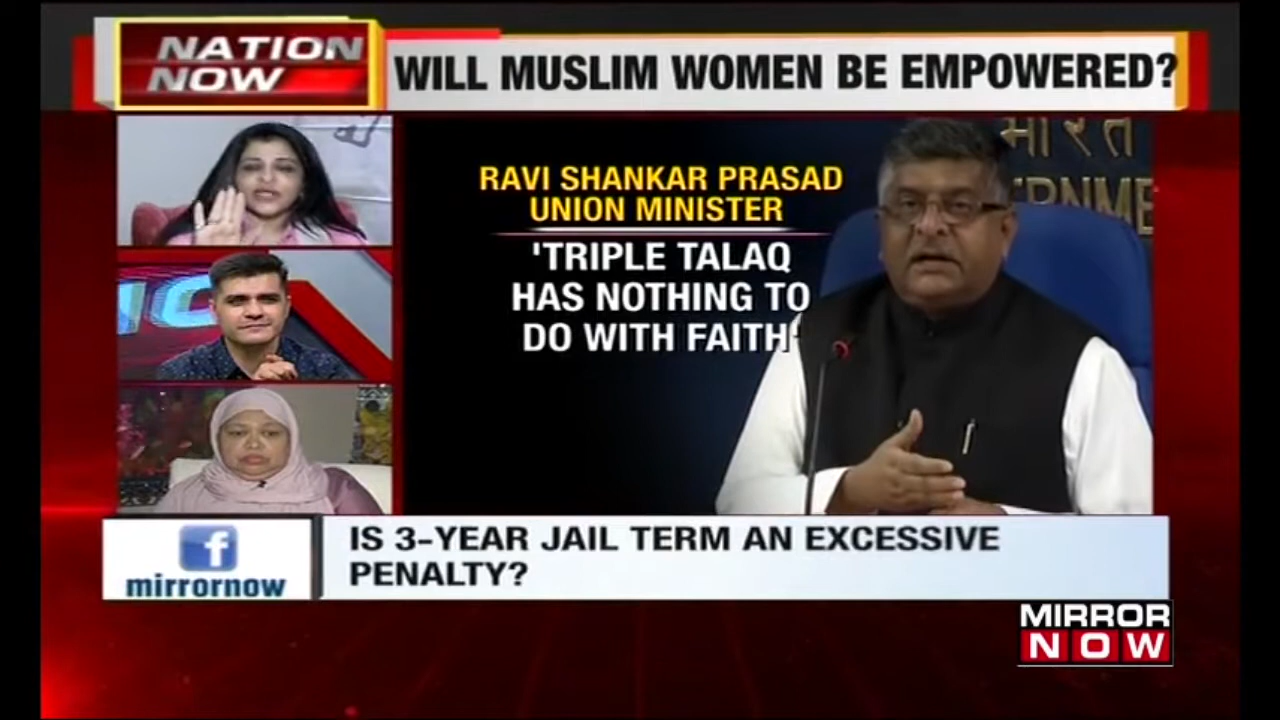 NATION
NOW
WILL MUSLIM WOMEN BE EMPOWERED?
RAVI SHANKAR PRASAD
UNION MINISTER
'TRIPLE TALAQ
HAS NOTHING TO
DO WITH FAITH'
f
mirrornow
IS 3-YEAR JAIL TERM AN EXCESSIVE
PENALTY?
MIRROR
NOW